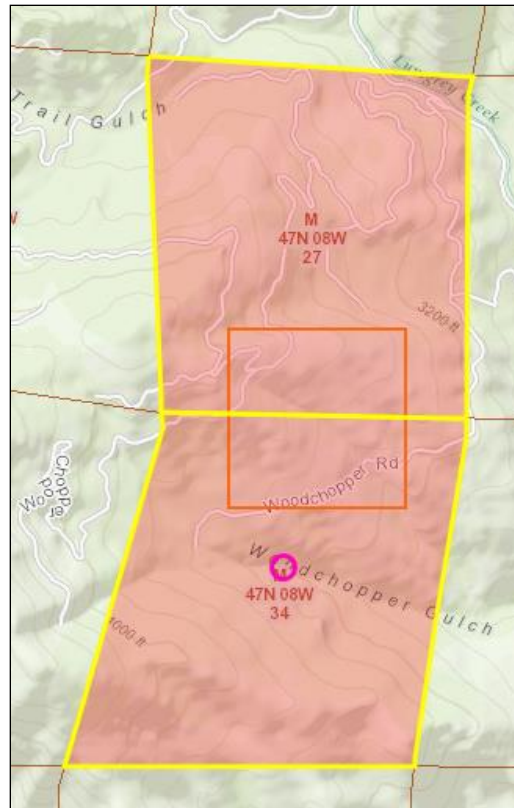 Lumgrey Creek
Trail Gulch
M
47N 08W
27
3200 ft
Woodchopper Rd
Woodchopper Gulch
47N 08W
34
4000 ft